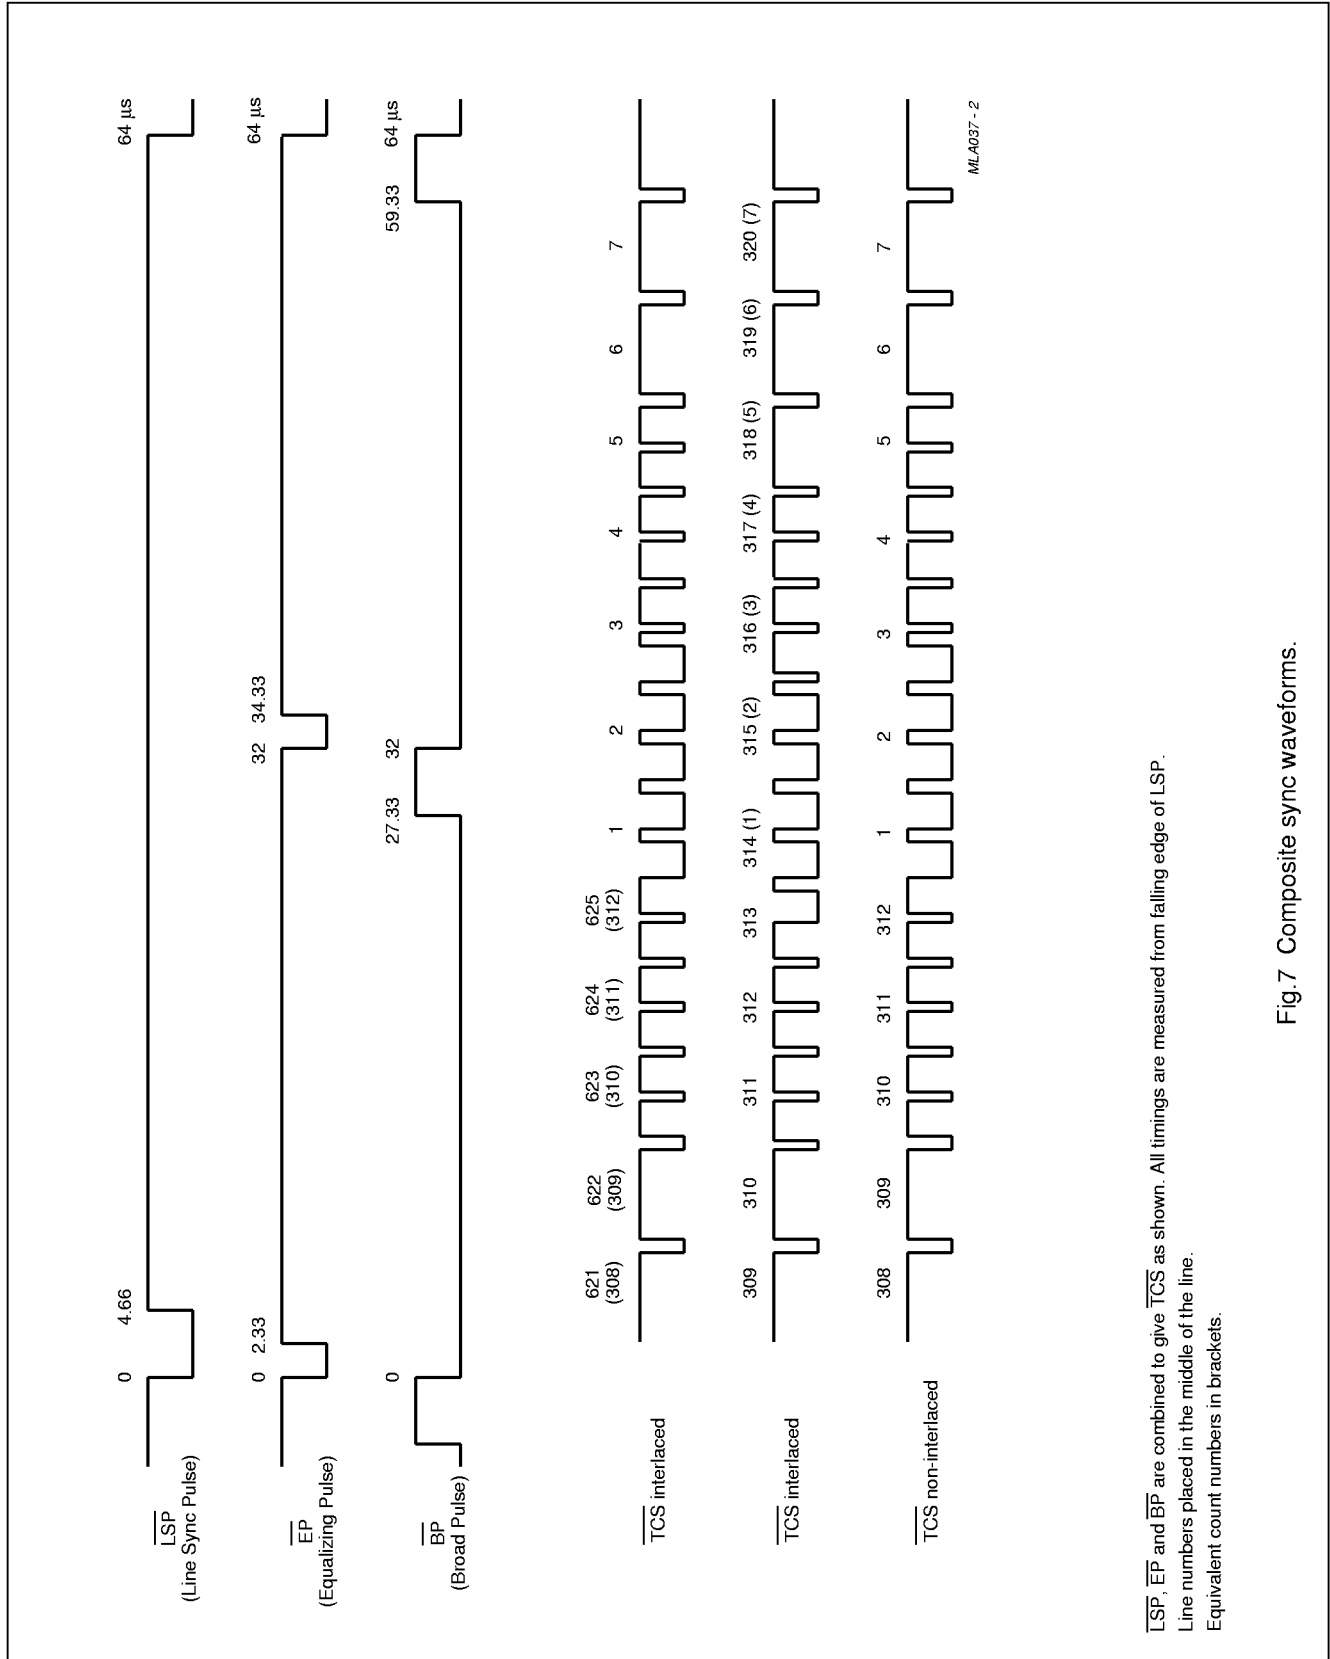 LSP
(Line Sync Pulse)
0
4.66
64 µs
EP
(Equalizing Pulse)
0
2.33
32
34.33
64 µs
BP
(Broad Pulse)
0
27.33
32
59.33
64 µs
TCS interlaced
621 622 623 624 625 1 2 3 4 5 6 7
(308) (309) (310) (311) (312)
TCS interlaced
309 310 311 312 313 314 (1) 315 (2) 316 (3) 317 (4) 318 (5) 319 (6) 320 (7)
TCS non-interlaced
308 309 310 311 312 1 2 3 4 5 6 7
MLA037 - 2
LSP, EP and BP are combined to give TCS as shown. All timings are measured from falling edge of LSP.
Line numbers placed in the middle of the line.
Equivalent count numbers in brackets.
Fig.7 Composite sync waveforms.